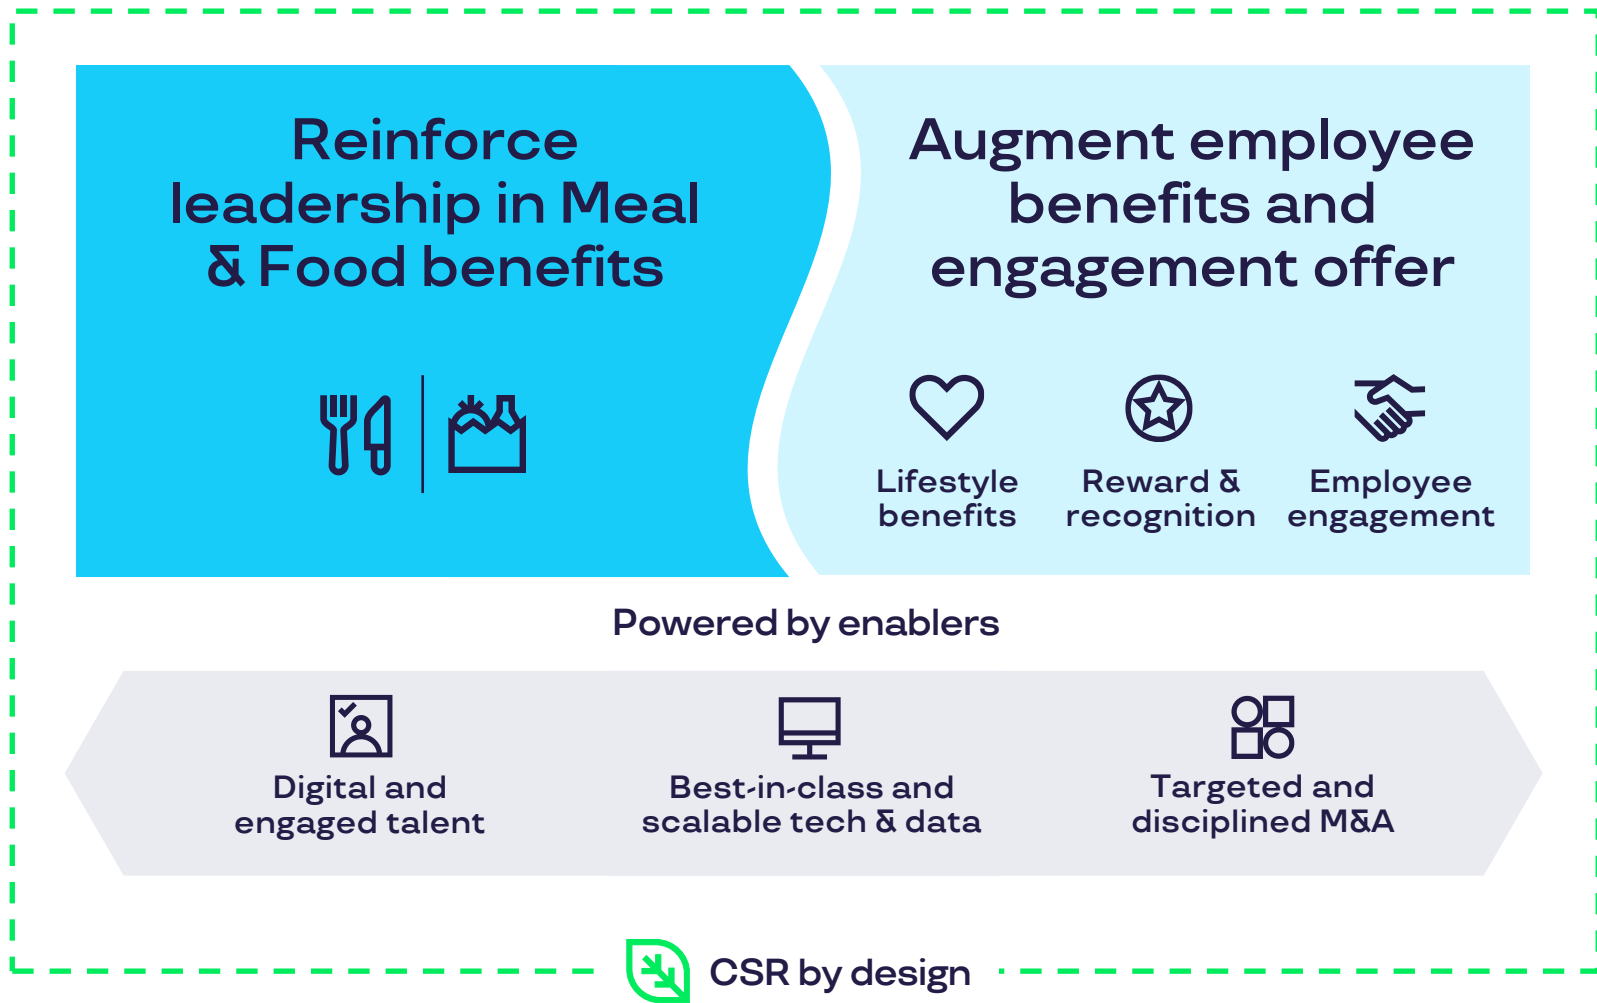 Reinforce
leadership in Meal
& Food benefits
Augment employee
benefits and
engagement offer
Lifestyle
benefits
Reward &
recognition
Employee
engagement
Powered by enablers
Digital and
engaged talent
Best-in-class and
scalable tech & data
Targeted and
disciplined M&A
CSR by design